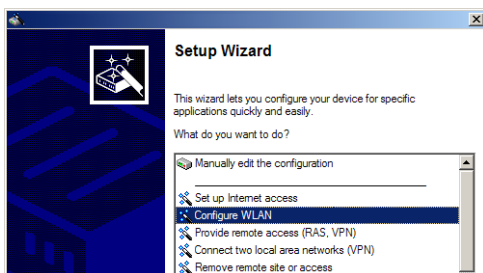 Setup Wizard
This wizard lets you configure your device for specific
applications quickly and easily.
What do you want to do?
Manually edit the configuration
Set up Internet access
Configure WLAN
Provide remote access (RAS, VPN)
Connect two local area networks (VPN)
Remove remote site or access